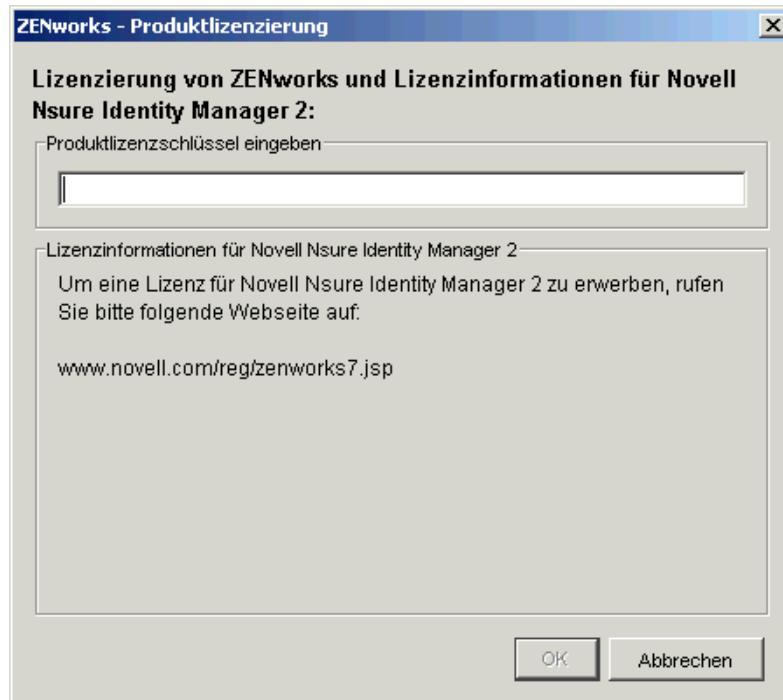 ZENworks - Produktlizenzierung
Lizenzierung von ZENworks und Lizenzinformationen für Novell
Nsure Identity Manager 2:
Produktlizenzschlüssel eingeben
Lizenzinformationen für Novell Nsure Identity Manager 2
Um eine Lizenz für Novell Nsure Identity Manager 2 zu erwerben, rufen
Sie bitte folgende Webseite auf:
www.novell.com/reg/zenworks7.jsp
OK
Abbrechen